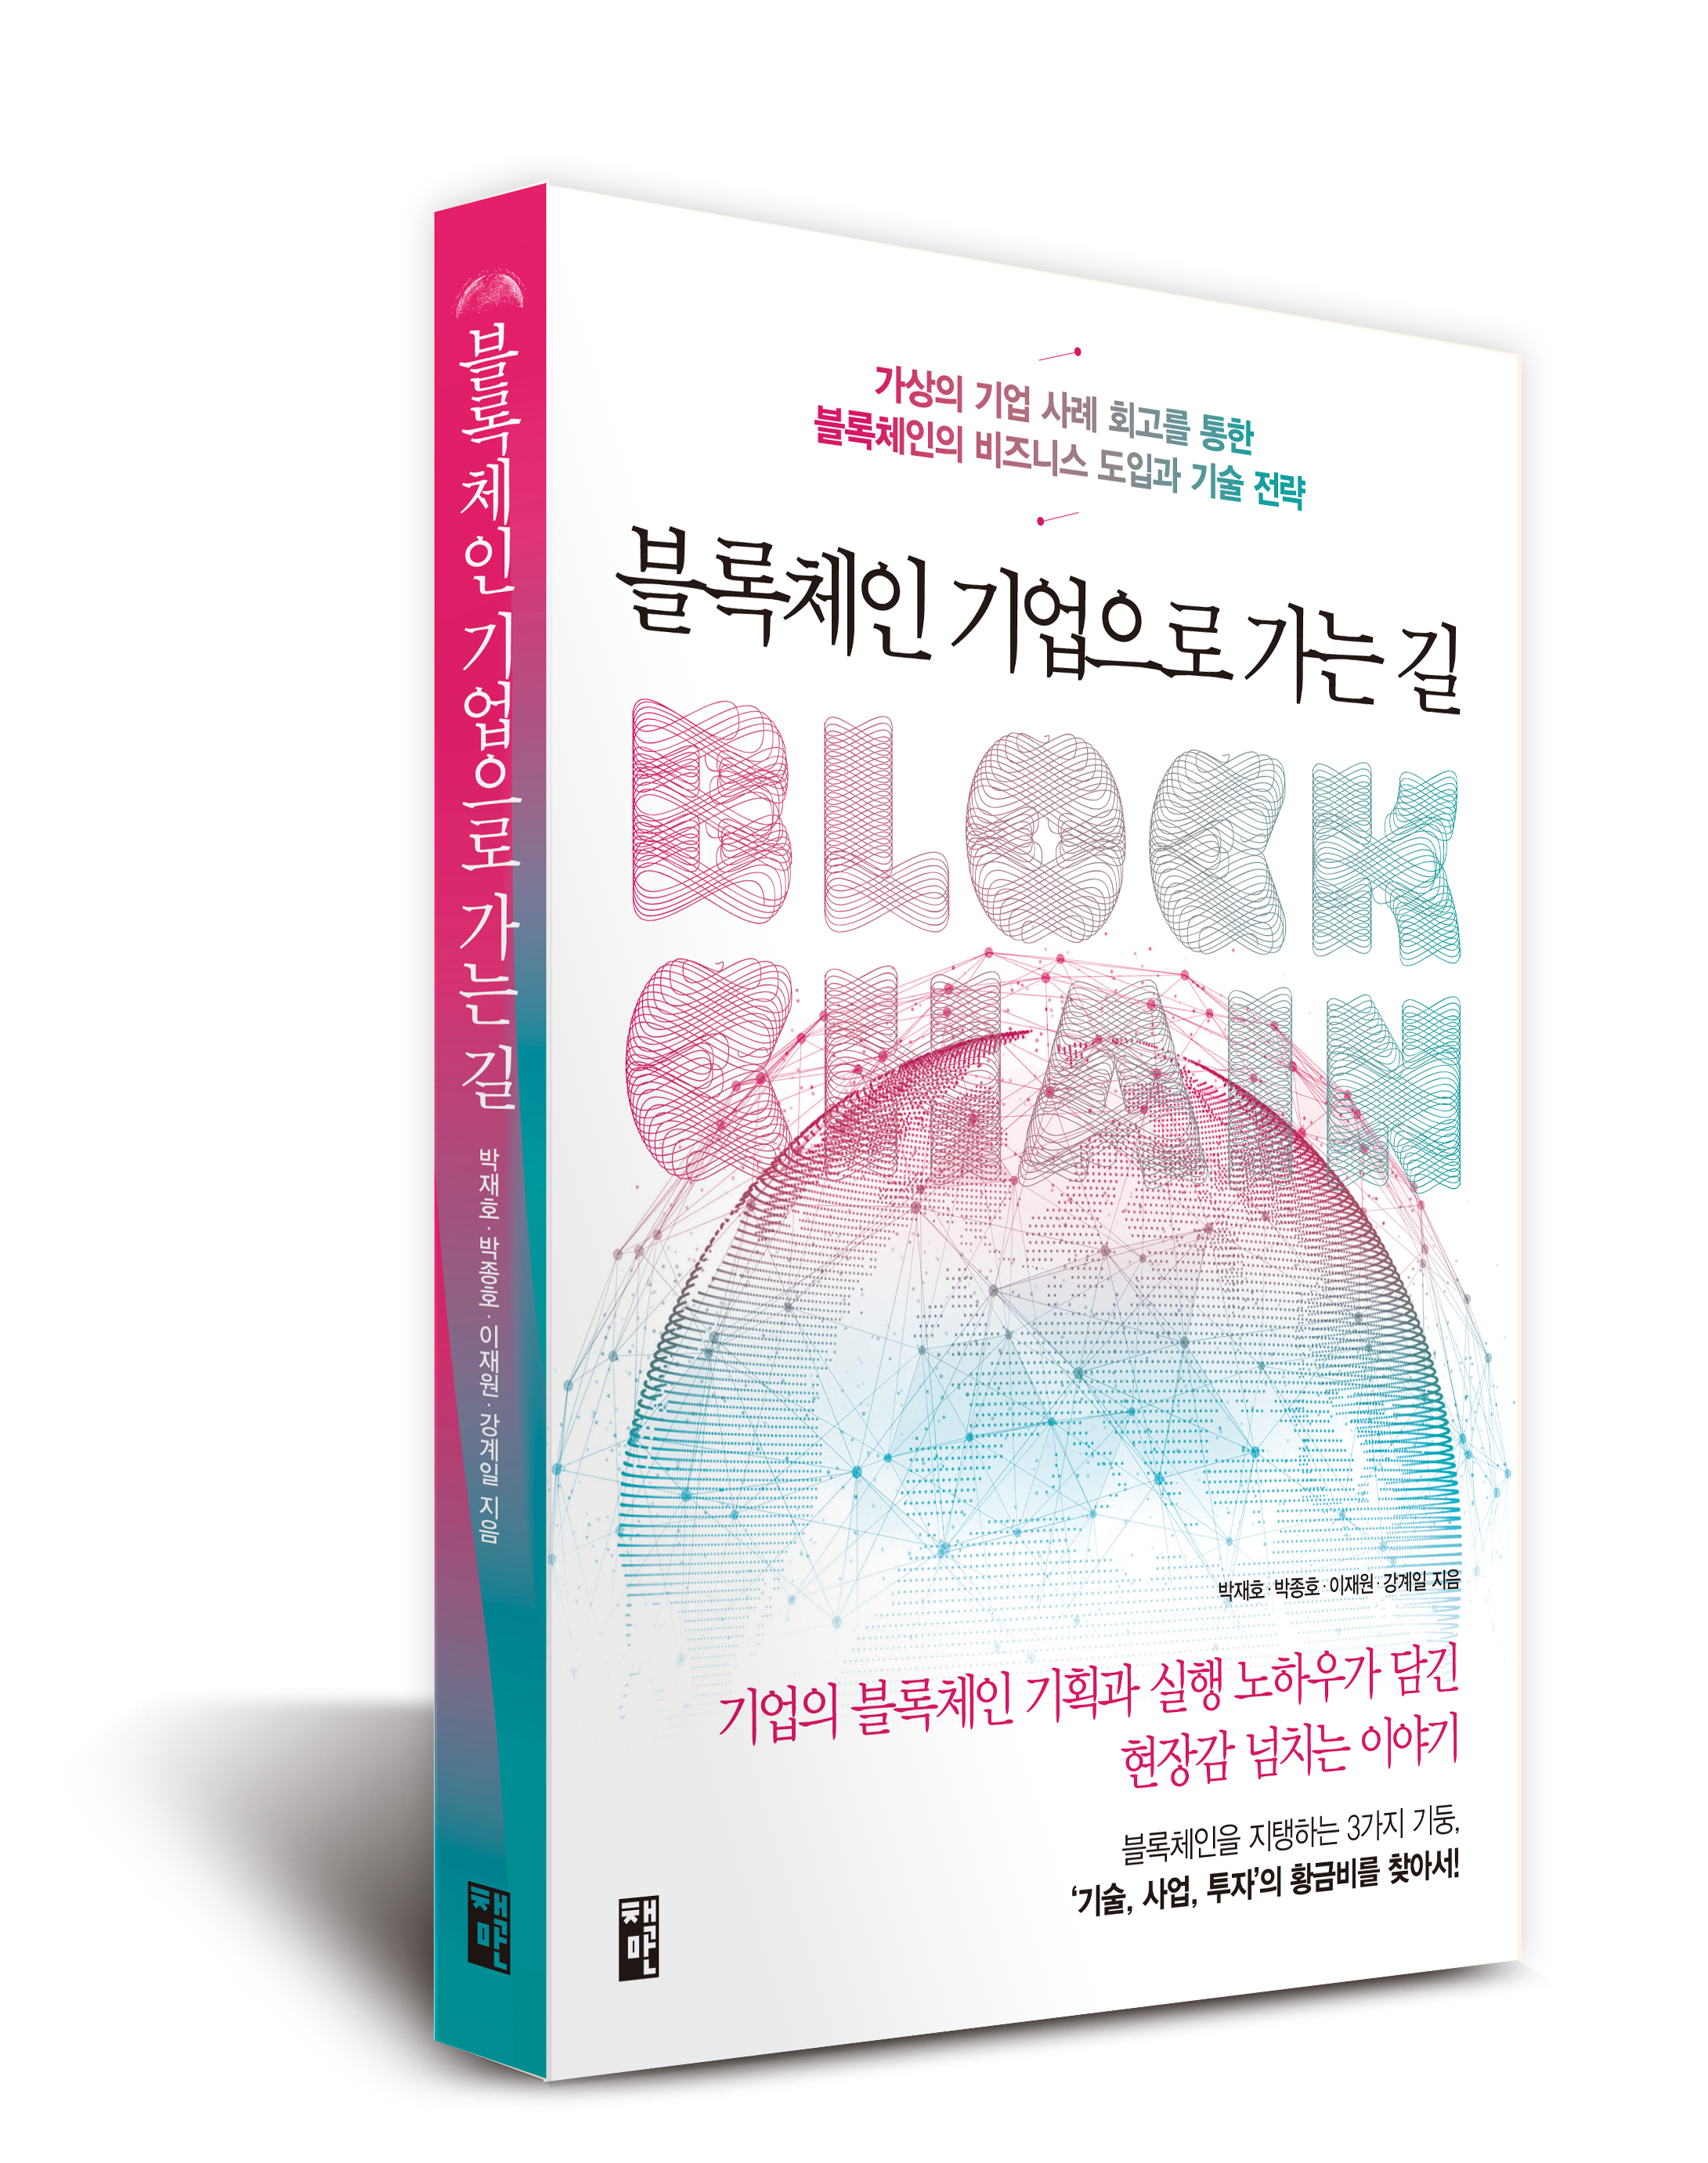 블록체인 기업으로 가는 길
박재호·박종호·이재원·강계일 지음
책만
가상의 기업 사례 회고를 통한
블록체인의 비즈니스 도입과 기술 전략
블록체인 기업으로 가는 길
BLOCK
CHAIN
박재호·박종호·이재원·강계일 지음
기업의 블록체인 기획과 실행 노하우가 담긴
현장감 넘치는 이야기
블록체인을 지탱하는 3가지 기둥,
‘기술, 사업, 투자’의 황금비를 찾아서!
책만